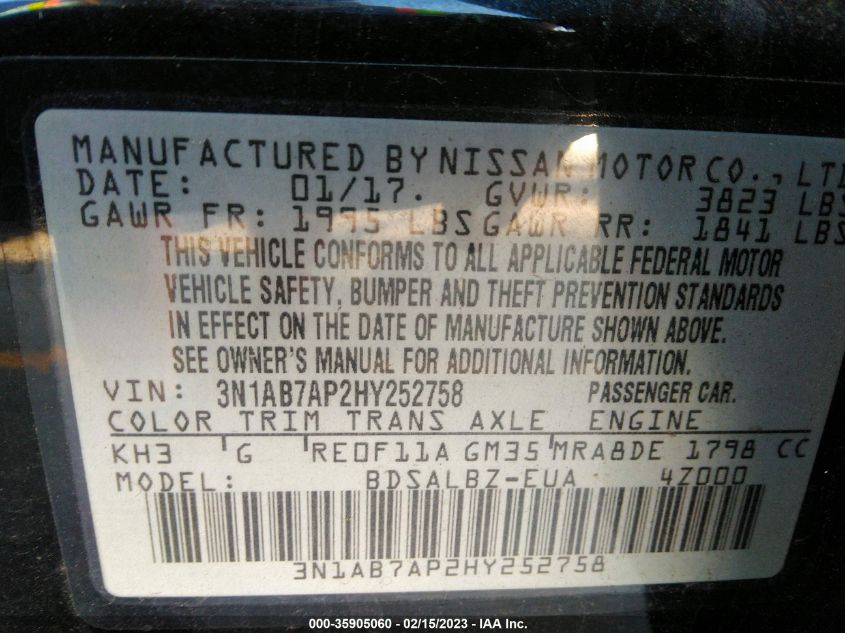 MANUFACTURED BY NISSAN MOTOR CO., LTD
DATE: 01/17. GVWR: 3823 LBS
GAWR FR: 1995 LBS GAWR RR: 1841 LBS
THIS VEHICLE CONFORMS TO ALL APPLICABLE FEDERAL MOTOR
VEHICLE SAFETY, BUMPER AND THEFT PREVENTION STANDARDS
IN EFFECT ON THE DATE OF MANUFACTURE SHOWN ABOVE.
SEE OWNER'S MANUAL FOR ADDITIONAL INFORMATION.
VIN: 3N1AB7AP2HY252758 PASSENGER CAR.
COLOR TRIM TRANS AXLE ENGINE
KH3 G RE0F11A GM35 MRA8DE 1798 CC
MODEL: BDSALBZ-EUA 4Z000
3N1AB7AP2HY252758
000-35905060 - 02/15/2023 - IAA Inc.